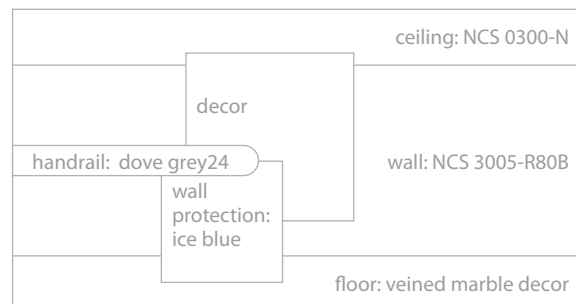 ceiling: NCS 0300-N
decor
handrail: dove grey24
wall: NCS 3005-R80B
wall
protection:
ice blue
floor: veined marble decor